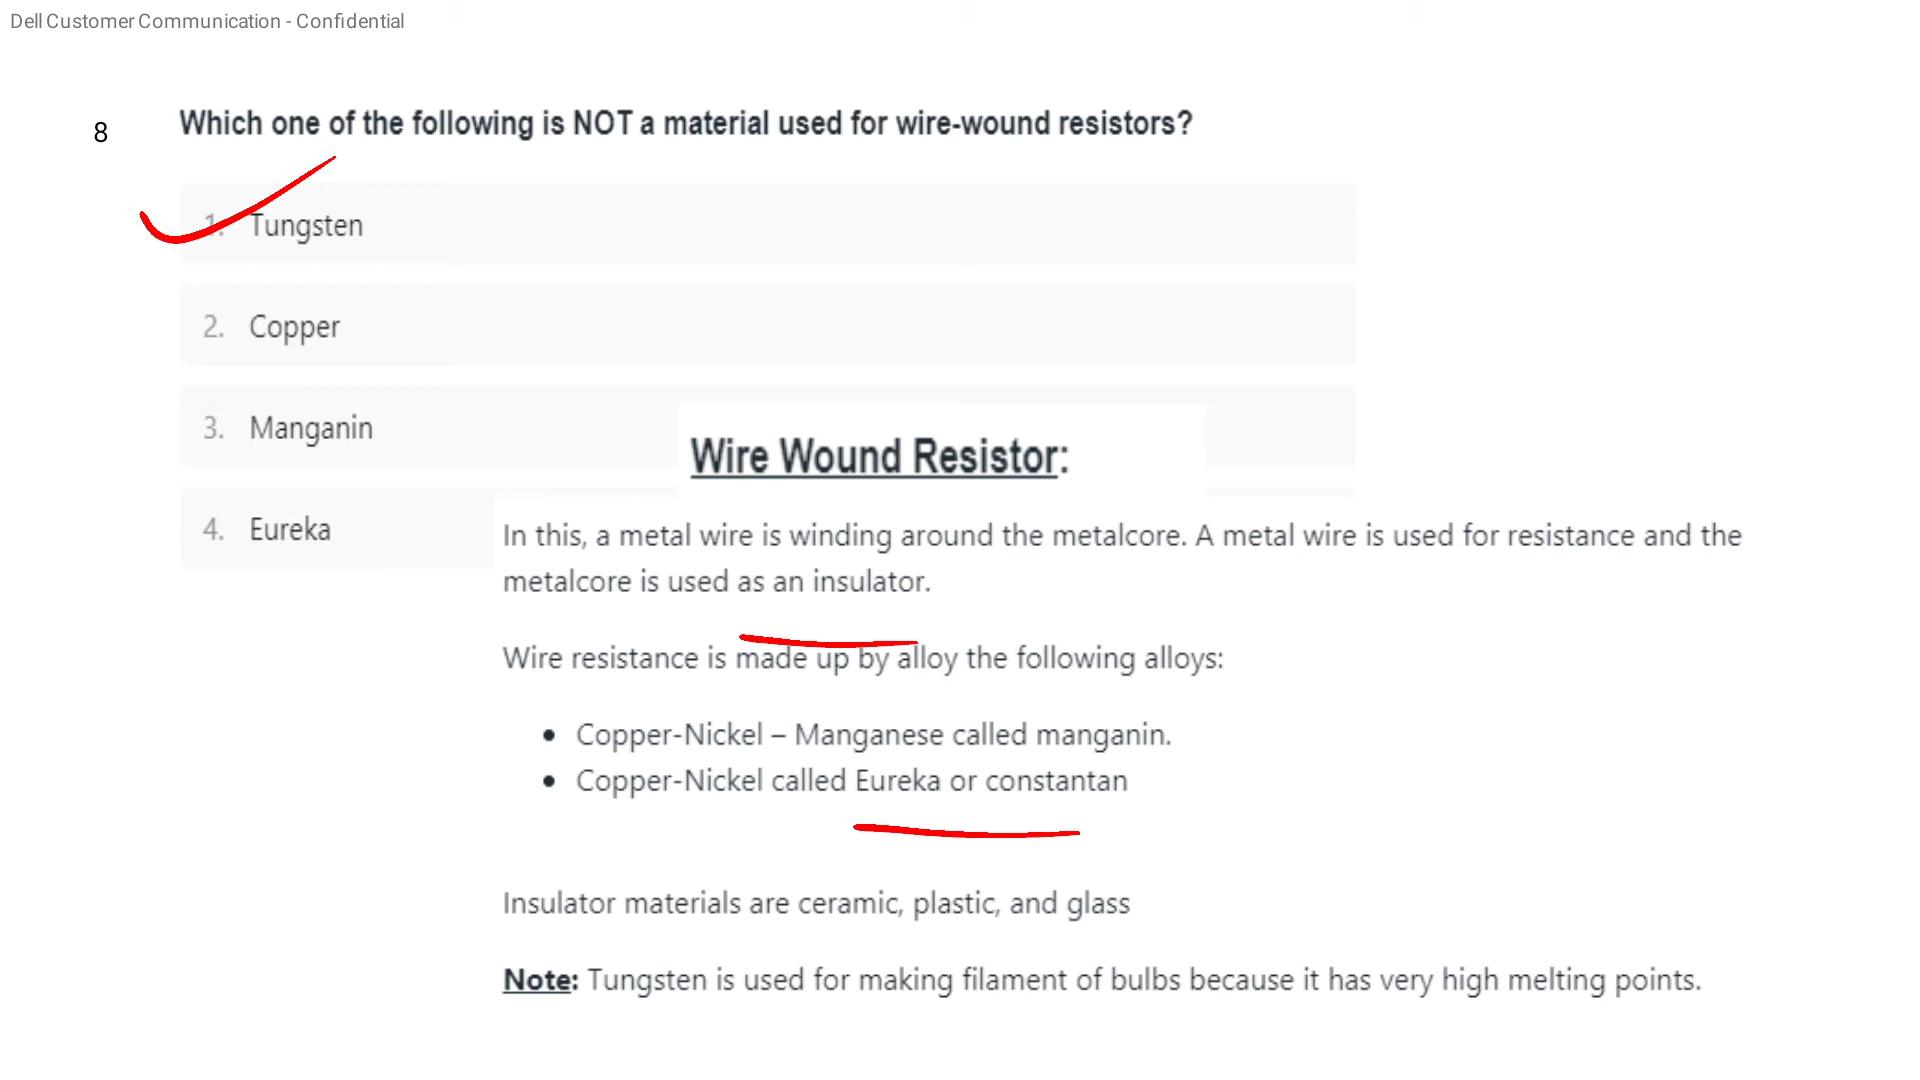 Dell Customer Communication - Confidential
8
Which one of the following is NOT a material used for wire-wound resistors?
1. Tungsten
2. Copper
3. Manganin
4. Eureka
Wire Wound Resistor:
In this, a metal wire is winding around the metalcore. A metal wire is used for resistance and the
metalcore is used as an insulator.
Wire resistance is made up by alloy the following alloys:
• Copper-Nickel – Manganese called manganin.
• Copper-Nickel called Eureka or constantan
Insulator materials are ceramic, plastic, and glass
Note: Tungsten is used for making filament of bulbs because it has very high melting points.